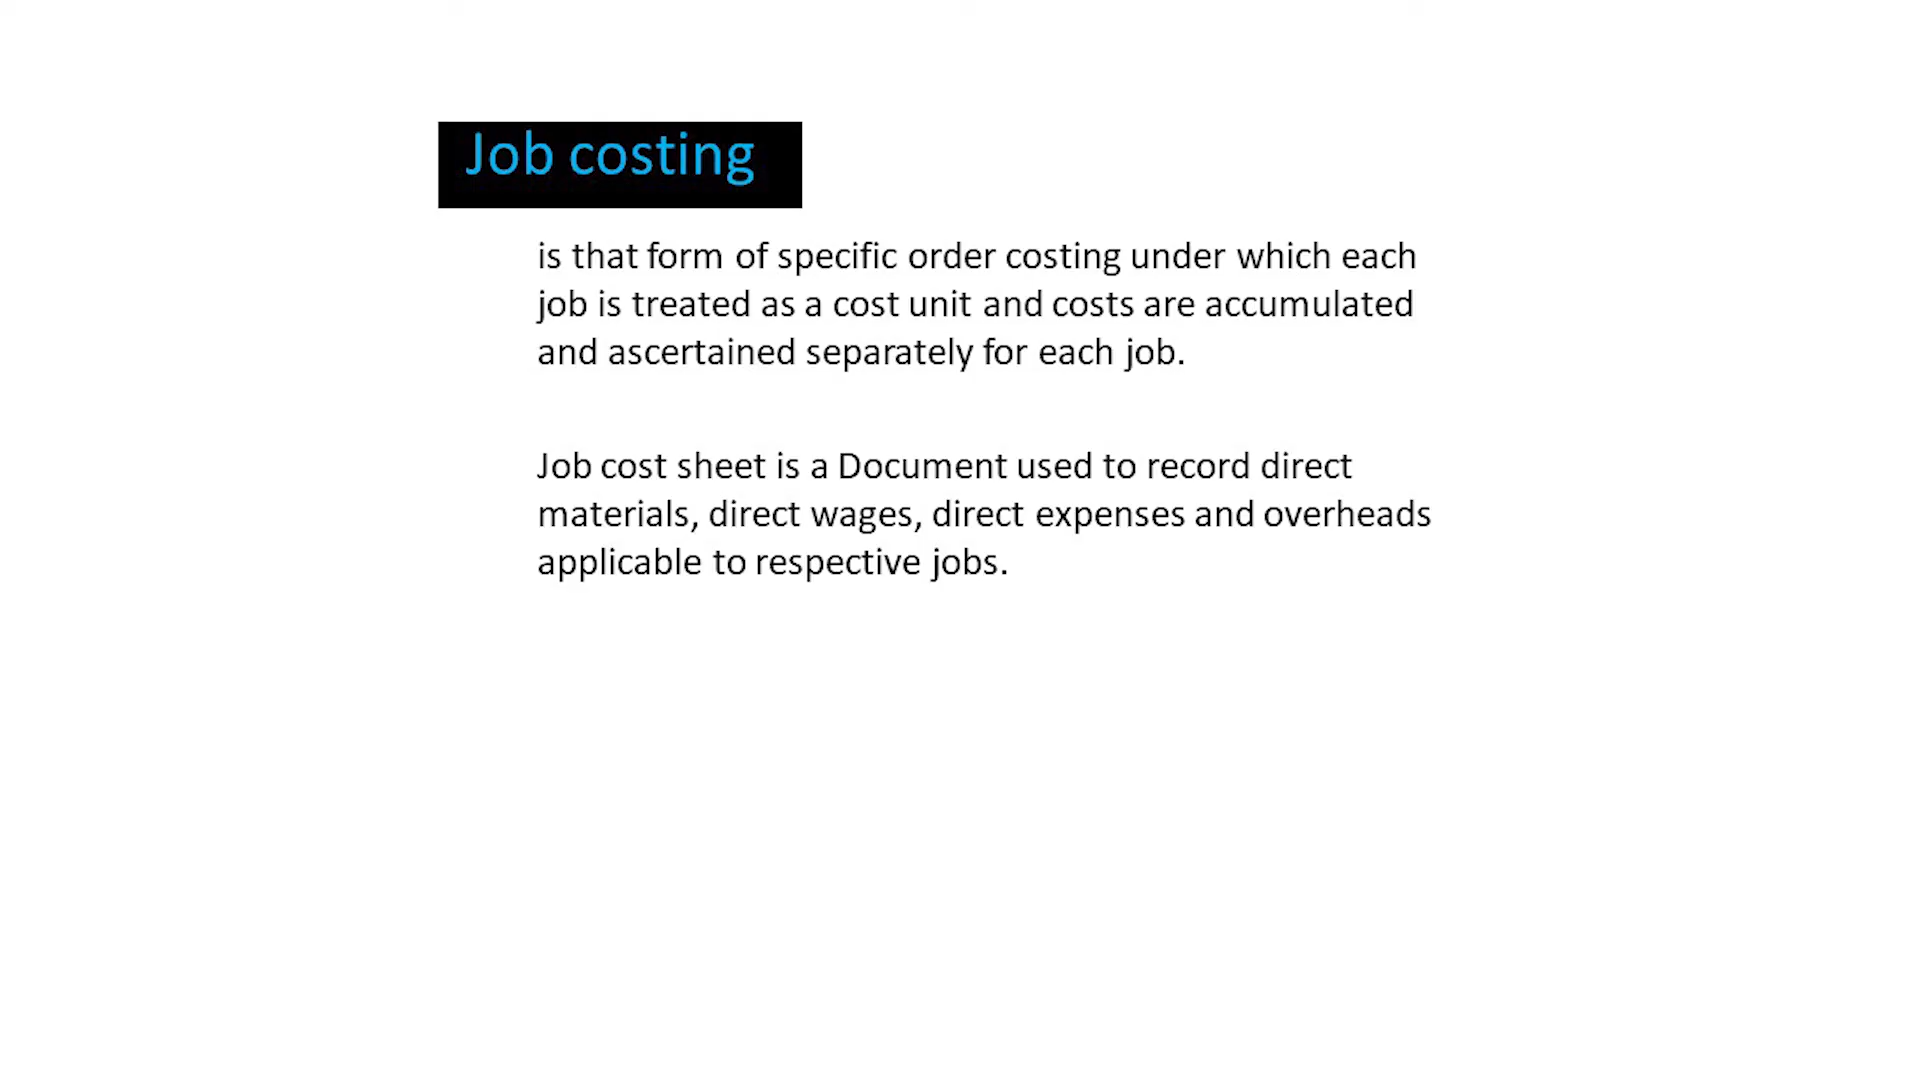 Job costing
is that form of specific order costing under which each
job is treated as a cost unit and costs are accumulated
and ascertained separately for each job.
Job cost sheet is a Document used to record direct
materials, direct wages, direct expenses and overheads
applicable to respective jobs.